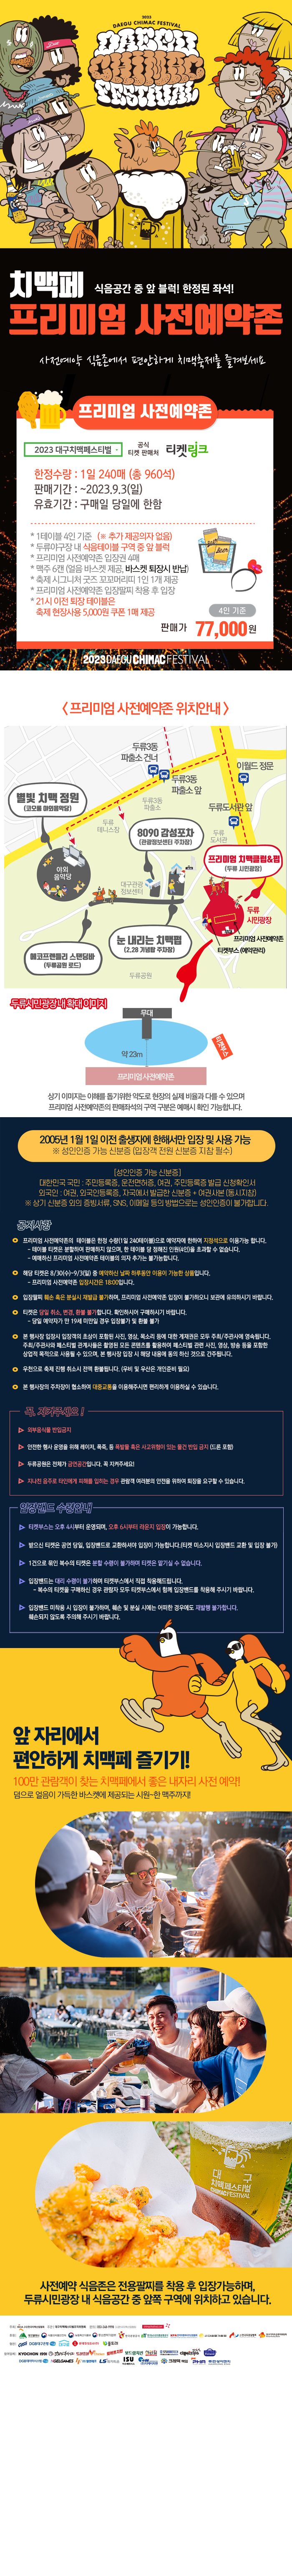 2023
DAEGU CHIMAC FESTIVAL
DAEGU
CHIMAC
FESTIVAL
치맥페
식음공간 중 앞 블럭! 한정된 좌석!
프리미엄 사전예약존
사전예약 식음존에서 편안하게 치맥축제를 즐겨보세요
프리미엄 사전예약존
2023 대구치맥페스티벌
공식
티켓 판매처
티켓링크
한정수량 : 1일 240매 (총 960석)
판매기간 : ~2023.9.3(일)
유효기간 : 구매일 당일에 한함
* 1테이블 4인 기준 (※ 추가 제공의자 없음)
* 두류야구장 내 식음테이블 구역 중 앞 블럭
* 프리미엄 사전예약존 입장권 4매
* 맥주 6캔 (얼음 바스켓 제공, 바스켓 퇴장시 반납)
* 축제 시그니처 굿즈 꼬꼬머리띠 1인 1개 제공
* 프리미엄 사전예약존 입장팔찌 착용 후 입장
* 21시 이전 퇴장 테이블은
축제 현장사용 5,000원 쿠폰 1매 제공
4인 기준
판매가 77,000원
2023 DAEGU CHIMAC FESTIVAL
< 프리미엄 사전예약존 위치안내 >
두류3동
파출소 건너
이월드 정문
두류3동
파출소 앞
별빛 치맥 정원
(코오롱 야외음악당)
두류3동
파출소
두류도서관 앞
두류
테니스장
8090 감성포차
(관광정보센터 주차장)
두류
도서관
야외
음악당
프리미엄 치맥클럽&펍
(두류 시민광장)
대구관광
정보센터
두류
시민광장
눈 내리는 치맥펍
(2.28 기념탑 주차장)
프리미엄 사전예약존
에코프렌들리 스탠딩바
(두류공원 로드)
티켓부스 (예약관리)
두류공원
두류시민광장 내 확대 이미지
무대
약 23m
티켓부스
프리미엄 사전예약존
상기 이미지는 이해를 돕기위한 약도로 현장의 실제 비율과 다를 수 있으며
프리미엄 사전예약존의 판매좌석의 구역 구분은 예매시 확인 가능합니다.
2005년 1월 1일 이전 출생자에 한해서만 입장 및 사용 가능
※ 성인인증 가능 신분증 (입장객 전원 신분증 지참 필수)
[성인인증 가능 신분증]
대한민국 국민 : 주민등록증, 운전면허증, 여권, 주민등록증 발급 신청확인서
외국인 : 여권, 외국인등록증, 자국에서 발급한 신분증 + 여권사본 (동시지참)
※ 상기 신분증 외의 증빙서류, SNS, 이메일 등의 방법으로는 성인인증이 불가합니다.
공지사항
프리미엄 사전예약존의 테이블은 한정 수량(1일 240테이블)으로 예약자에 한하여 지정석으로 이용가능 합니다.
- 테이블 티켓은 분할하여 판매하지 않으며, 한 테이블 당 정해진 인원(4인)을 초과할 수 없습니다.
- 예매하신 프리미엄 사전예약존 테이블의 의자 추가는 불가능합니다.
해당 티켓은 8/30(수)~9/3(일) 중 예약하신 날짜 하루동안 이용이 가능한 상품입니다.
- 프리미엄 사전예약존 입장시간은 18:00입니다.
입장팔찌 훼손 혹은 분실시 재발급 불가하며, 프리미엄 사전예약존 입장이 불가하오니 보관에 유의하시기 바랍니다.
티켓은 당일 취소, 변경, 환불 불가합니다. 확인하시어 구매하시기 바랍니다.
- 당일 예약자가 만 19세 미만일 경우 입장불가 및 환불 불가
본 행사장 입장시 입장객의 초상이 포함된 사진, 영상, 목소리 등에 대한 게재권은 모두 주최/주관사에 영속됩니다.
주최/주관사와 페스티벌 관계사들은 촬영된 모든 콘텐츠를 활용하여 페스티벌 관련 사진, 영상, 방송 등을 포함한
상업적 목적으로 사용될 수 있으며, 본 행사장 입장 시 해당 내용에 동의 하신 것으로 간주됩니다.
우천으로 축제 진행 취소시 전액 환불됩니다. (우비 및 우산은 개인준비 필요)
본 행사장의 주차장이 협소하여 대중교통을 이용해주시면 편리하게 이용하실 수 있습니다.
꼭, 지켜주세요 !
외부음식물 반입금지
안전한 행사 운영을 위해 레이저, 폭죽, 등 폭발물 혹은 사고위험이 있는 물건 반입 금지 (드론 포함)
두류공원은 전체가 금연공간입니다. 꼭 지켜주세요!
지나친 음주로 타인에게 피해를 입히는 경우 관람객 여러분의 안전을 위하여 퇴장을 요구할 수 있습니다.
입장밴드 수령안내
티켓부스는 오후 4시부터 운영되며, 오후 6시부터 라운지 입장이 가능합니다.
받으신 티켓은 공연 당일, 입장밴드로 교환하셔야 입장이 가능합니다.(티켓 미소지시 입장밴드 교환 및 입장 불가)
1건으로 묶인 복수의 티켓은 분할 수령이 불가하며 티켓은 맡기실 수 없습니다.
입장밴드는 대리 수령이 불가하며 티켓부스에서 직접 착용해드립니다.
- 복수의 티켓을 구매하신 경우 관람자 모두 티켓부스에서 함께 입장밴드를 착용해 주시기 바랍니다.
입장밴드 미착용 시 입장이 불가하며, 훼손 및 분실 시에는 어떠한 경우에도 재발행 불가합니다.
훼손되지 않도록 주의해 주시기 바랍니다.
앞 자리에서
편안하게 치맥페 즐기기!
100만 관람객이 찾는 치맥페에서 좋은 내자리 사전 예약!
덤으로 얼음이 가득한 바스켓에 제공되는 시원~한 맥주까지!
대구
치맥페스티벌
사전예약 식음존은 전용팔찌를 착용 후 입장가능하며,
두류시민광장 내 식음공간 중 앞쪽 구역에 위치하고 있습니다.